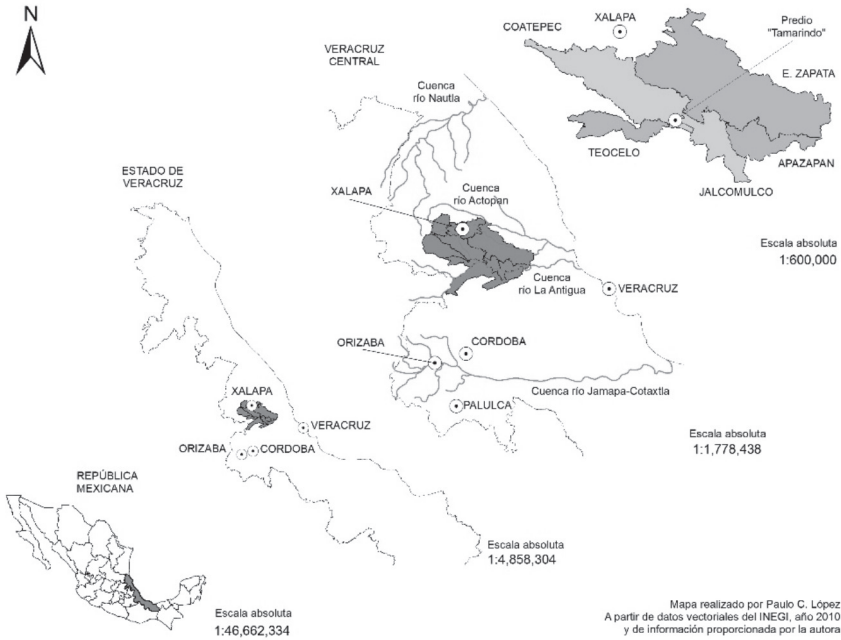 N
COATEPEC
XALAPA
Predio
"Tamarindo"
E. ZAPATA
TEOCELO
APAZAPAN
JALCOMULCO
Escala absoluta
1:600,000
VERACRUZ
CENTRAL
Cuenca
río Nautla
XALAPA
Cuenca
río Actopan
Cuenca
río La Antigua
VERACRUZ
ORIZABA
CORDOBA
Cuenca río Jamapa-Cotaxtla
PALULCA
Escala absoluta
1:1,778,438
ESTADO DE
VERACRUZ
XALAPA
VERACRUZ
ORIZABA
CORDOBA
Escala absoluta
1:4,858,304
REPÚBLICA
MEXICANA
Escala absoluta
1:46,662,334
Mapa realizado por Paulo C. López
A partir de datos vectoriales del INEGI, año 2010
y de información proporcionada por la autora